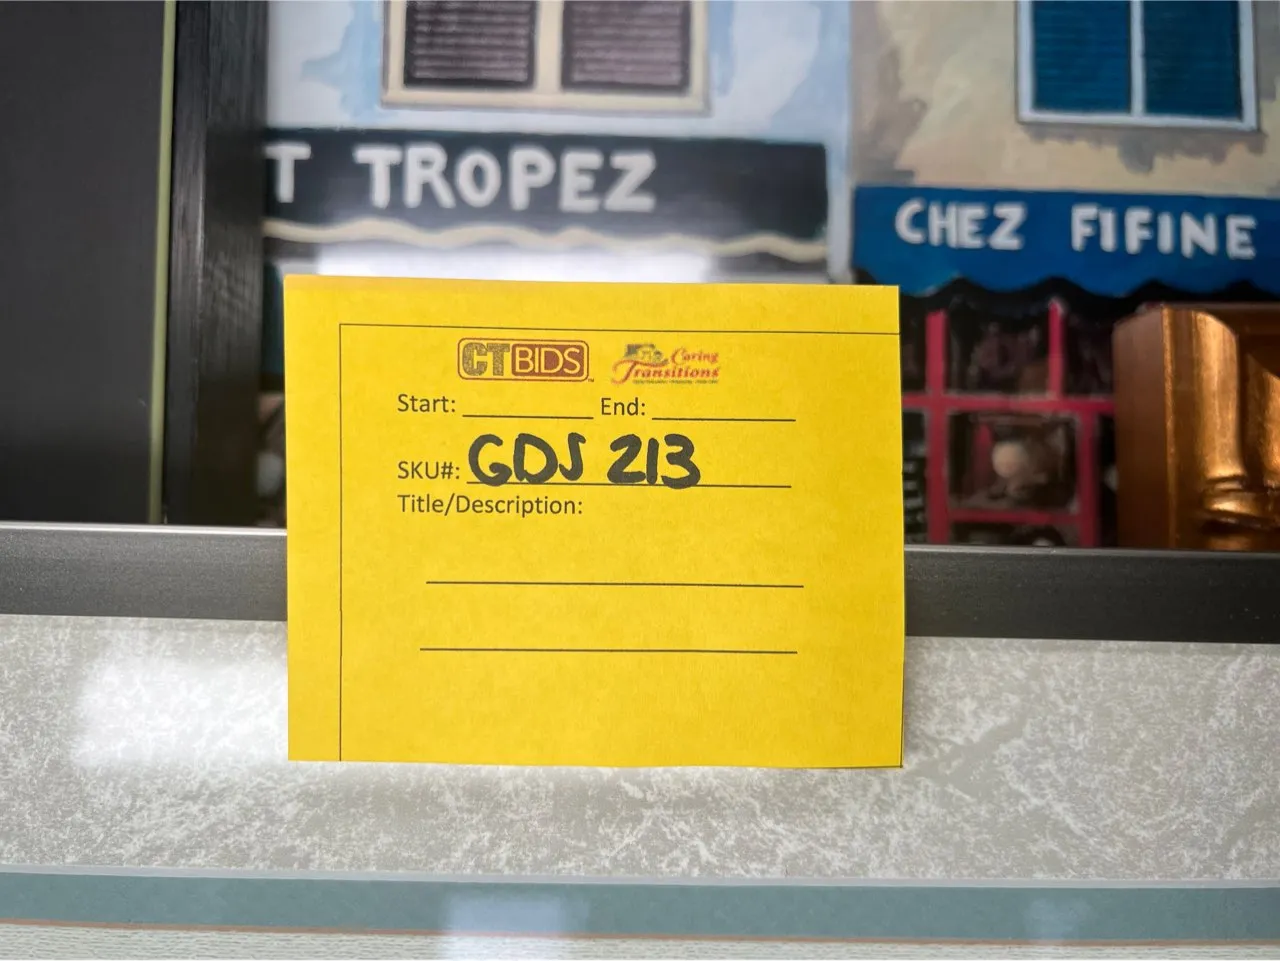 T TROPEZ
CHEZ FIFINE
CTBIDS
Caring
Transitions
Start: End:
SKU#: GDS 213
Title/Description: